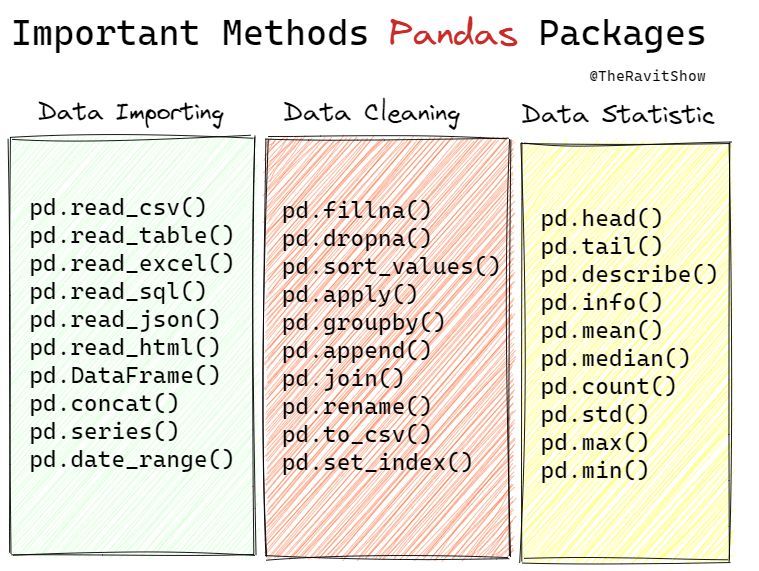 Important Methods Pandas Packages
@TheRavitShow
Data Importing
pd.read_csv()
pd.read_table()
pd.read_excel()
pd.read_sql()
pd.read_json()
pd.read_html()
pd.DataFrame()
pd.concat()
pd.series()
pd.date_range()
Data Cleaning
pd.fillna()
pd.dropna()
pd.sort_values()
pd.apply()
pd.groupby()
pd.append()
pd.join()
pd.rename()
pd.to_csv()
pd.set_index()
Data Statistic
pd.head()
pd.tail()
pd.describe()
pd.info()
pd.mean()
pd.median()
pd.count()
pd.std()
pd.max()
pd.min()